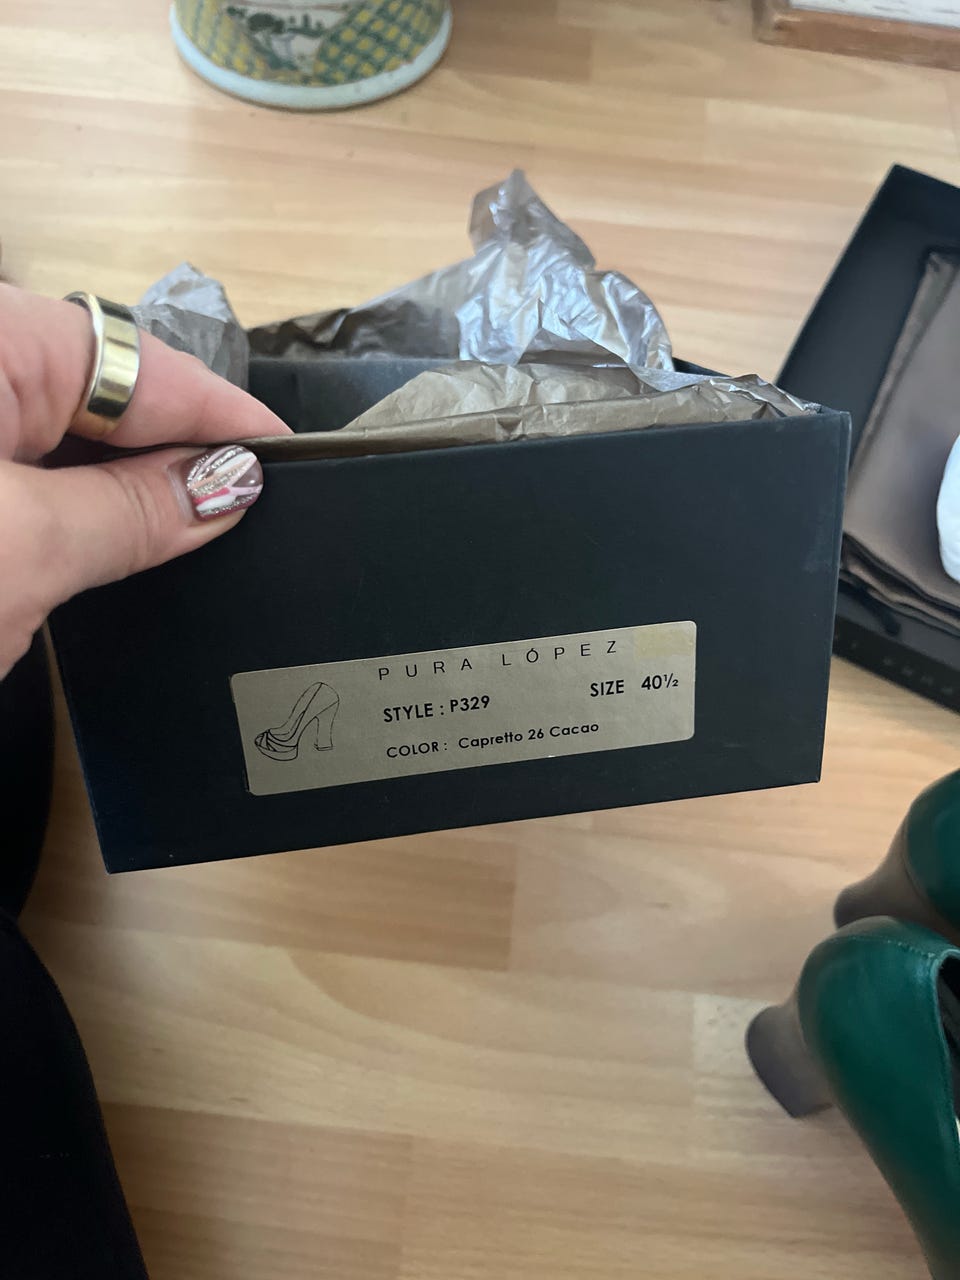 PURA LÓPEZ
STYLE : P329 SIZE 40½
COLOR : Capretto 26 Cacao